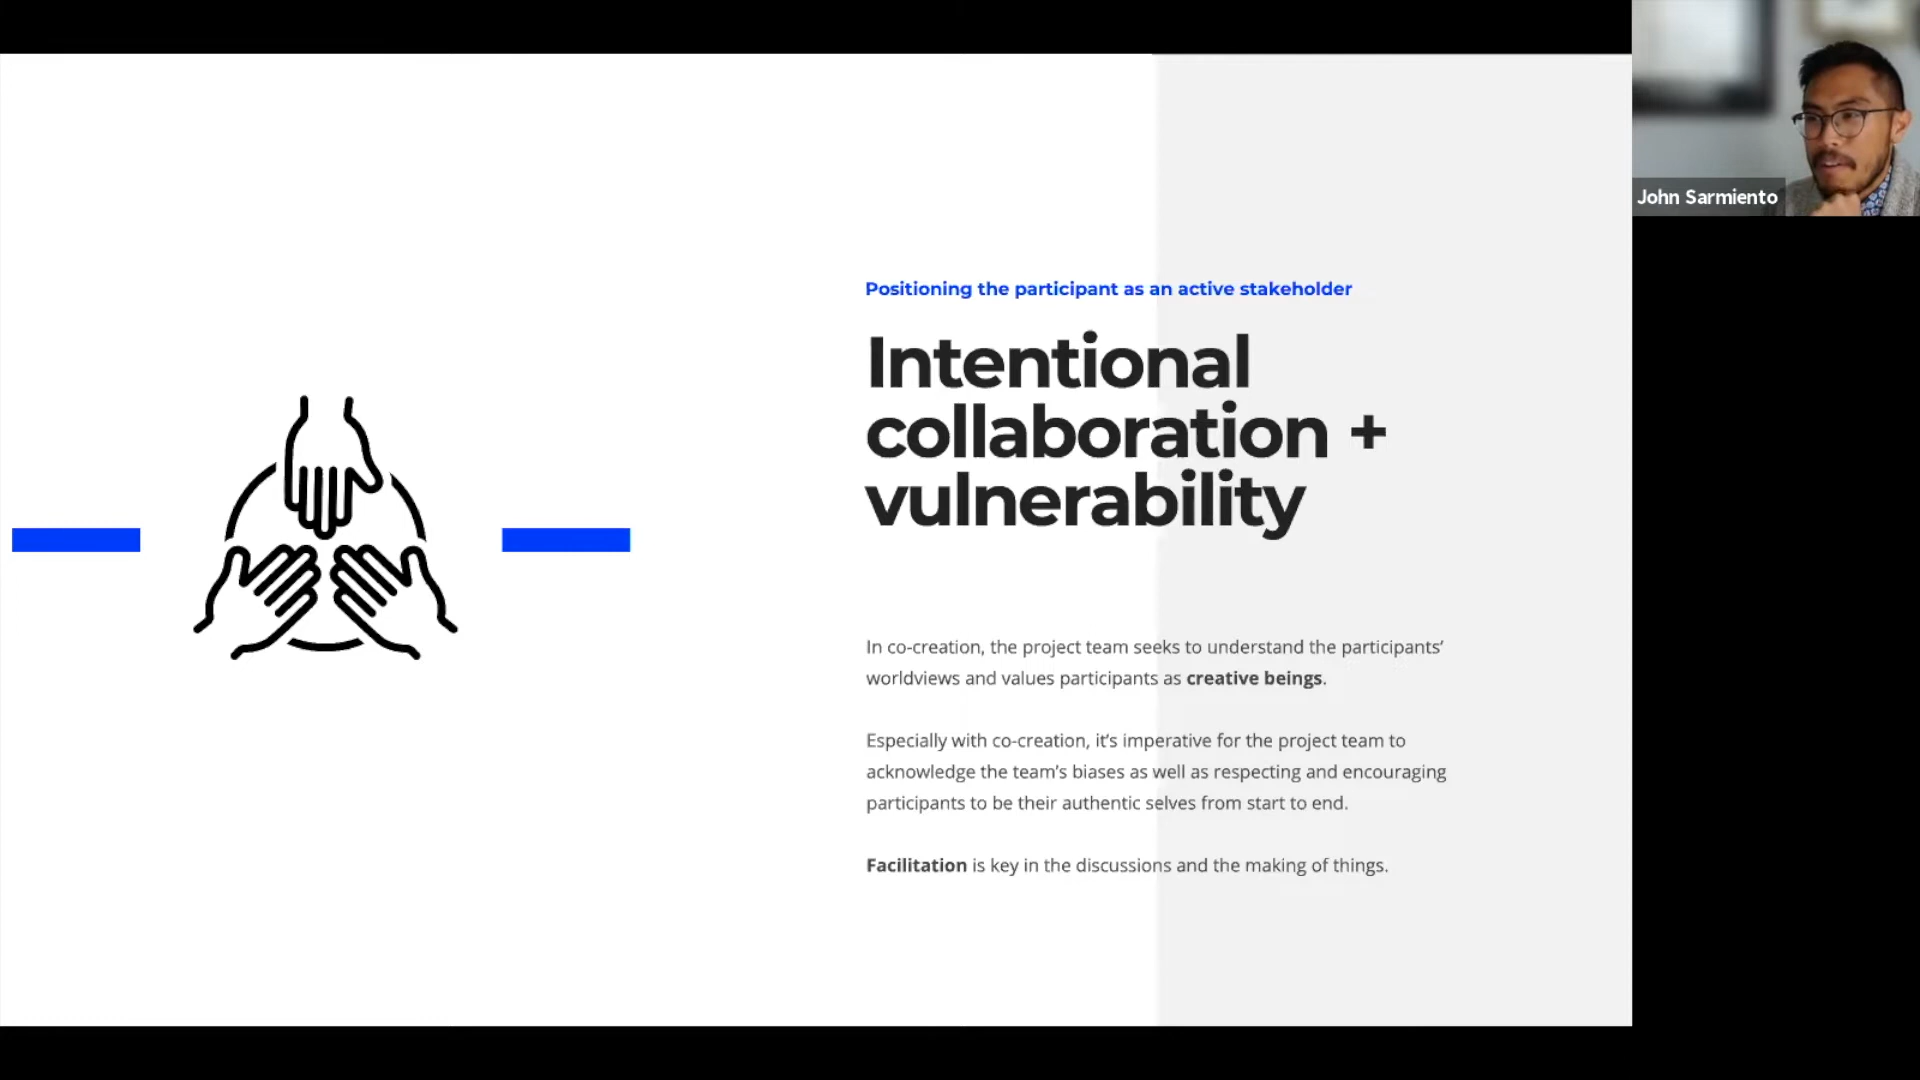 John Sarmiento
Positioning the participant as an active stakeholder
Intentional
collaboration +
vulnerability
In co-creation, the project team seeks to understand the participants’
worldviews and values participants as creative beings.
Especially with co-creation, it’s imperative for the project team to
acknowledge the team’s biases as well as respecting and encouraging
participants to be their authentic selves from start to end.
Facilitation is key in the discussions and the making of things.